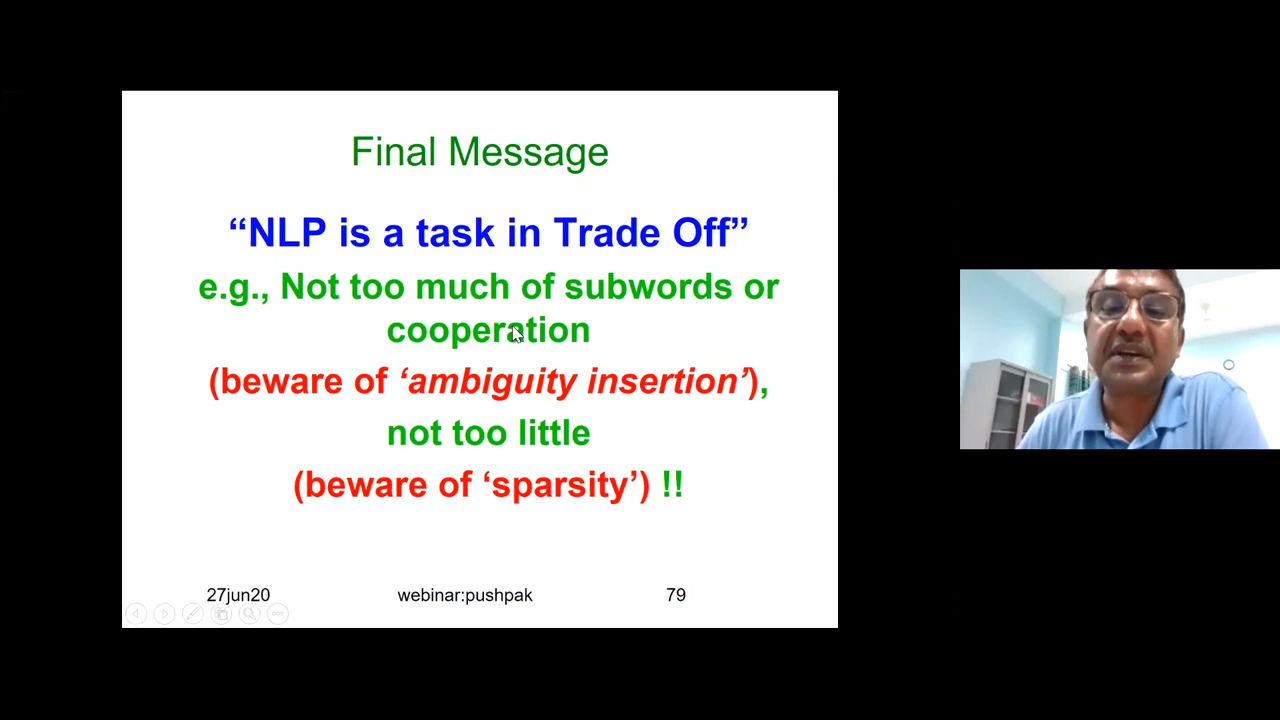 Final Message
“NLP is a task in Trade Off”
e.g., Not too much of subwords or
cooperation
(beware of ‘ambiguity insertion’),
not too little
(beware of ‘sparsity’) !!
27jun20 webinar:pushpak 79